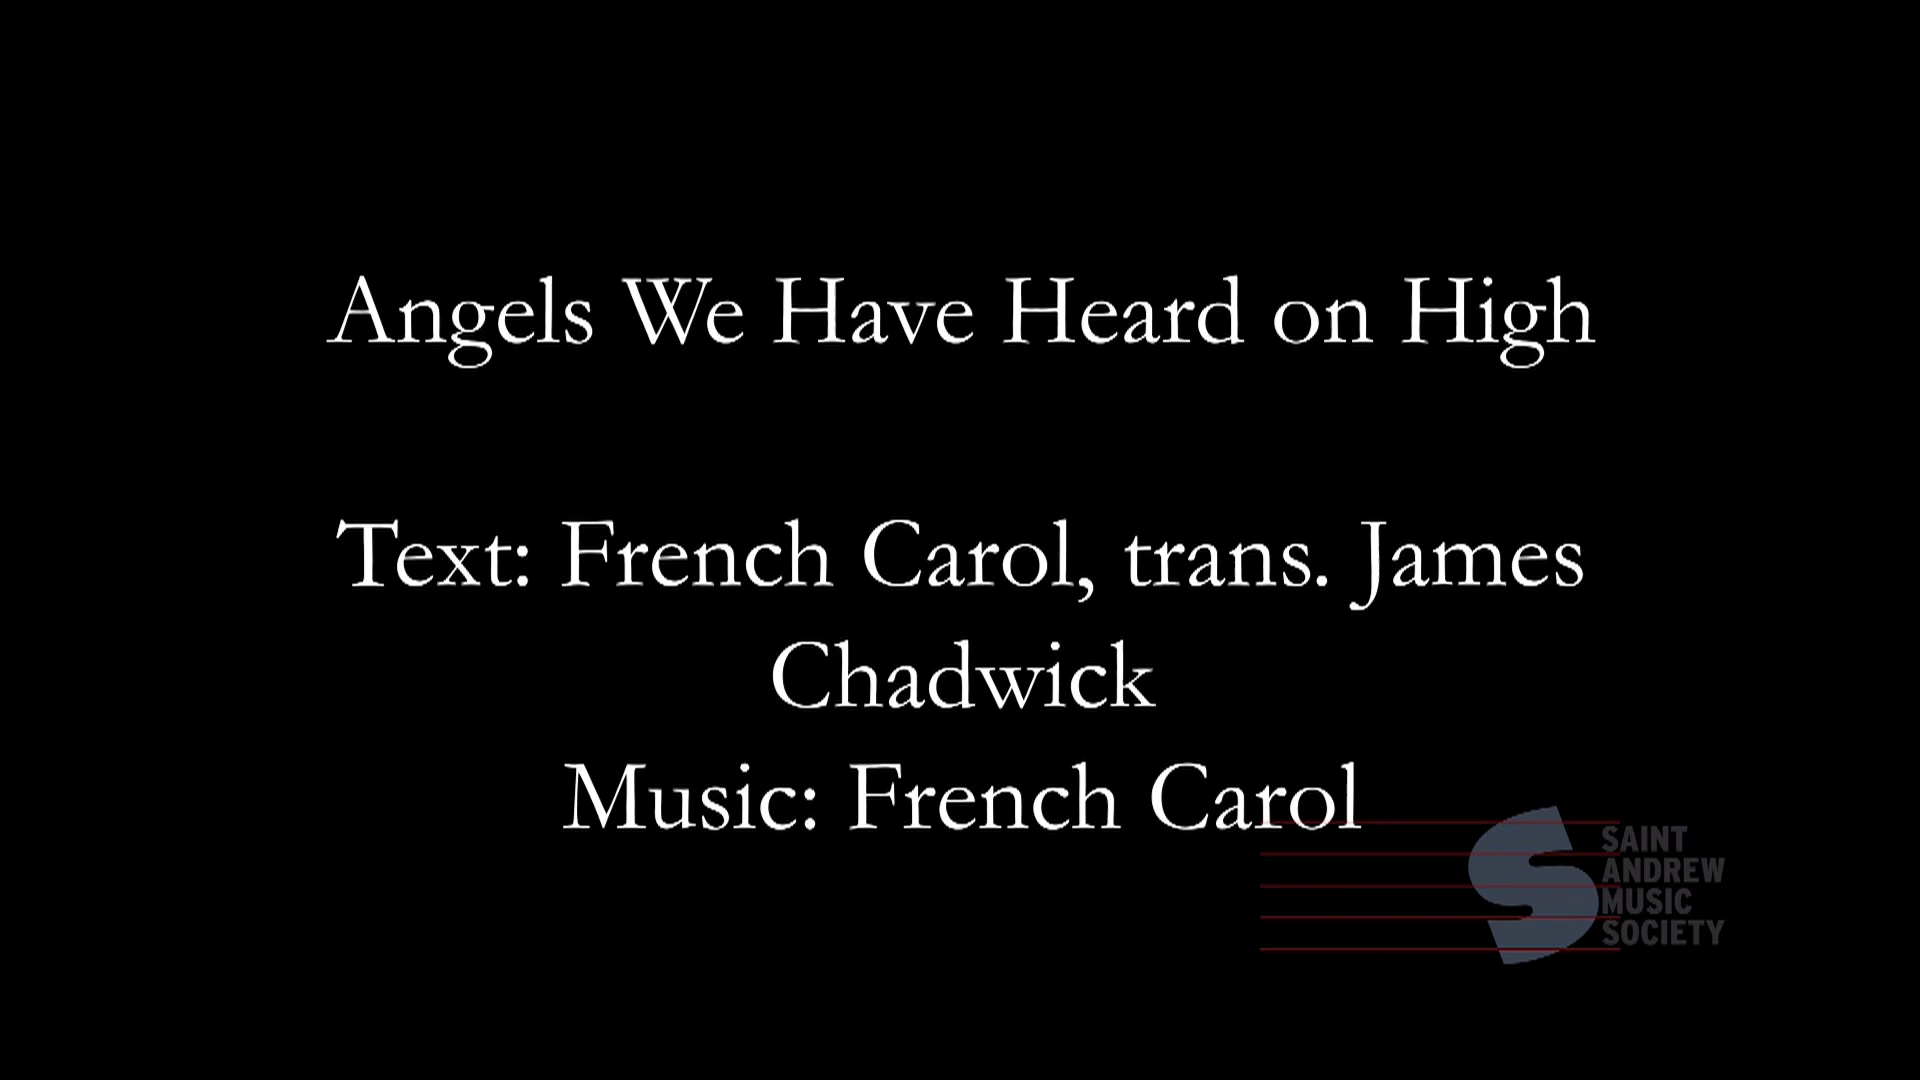 Angels We Have Heard on High
Text: French Carol, trans. James
Chadwick
Music: French Carol
SAINT
ANDREW
MUSIC
SOCIETY